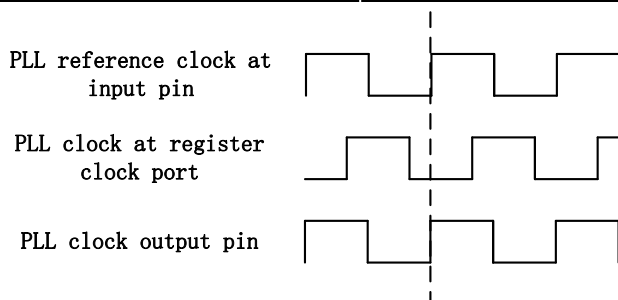 PLL reference clock at
input pin
PLL clock at register
clock port
PLL clock output pin